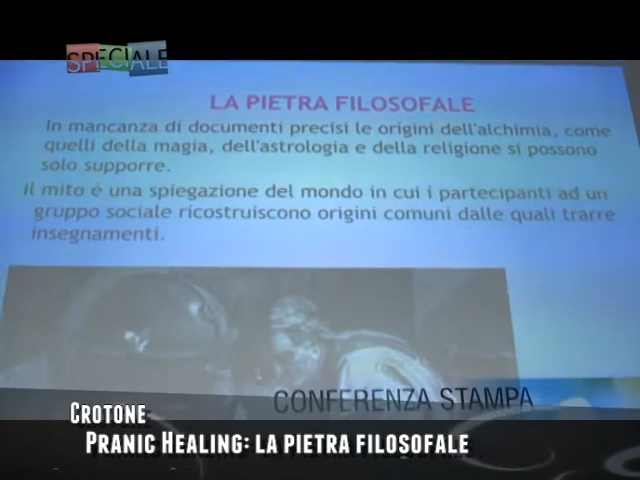 SPECIALE
LA PIETRA FILOSOFALE
In mancanza di documenti precisi le origini dell'alchimia, come
quelli della magia, dell'astrologia e della religione si possono
solo supporre.
Il mito è una spiegazione del mondo in cui i partecipanti ad un
gruppo sociale ricostruiscono origini comuni dalle quali trarre
insegnamenti.
CONFERENZA STAMPA
CROTONE
PRANIC HEALING: LA PIETRA FILOSOFALE